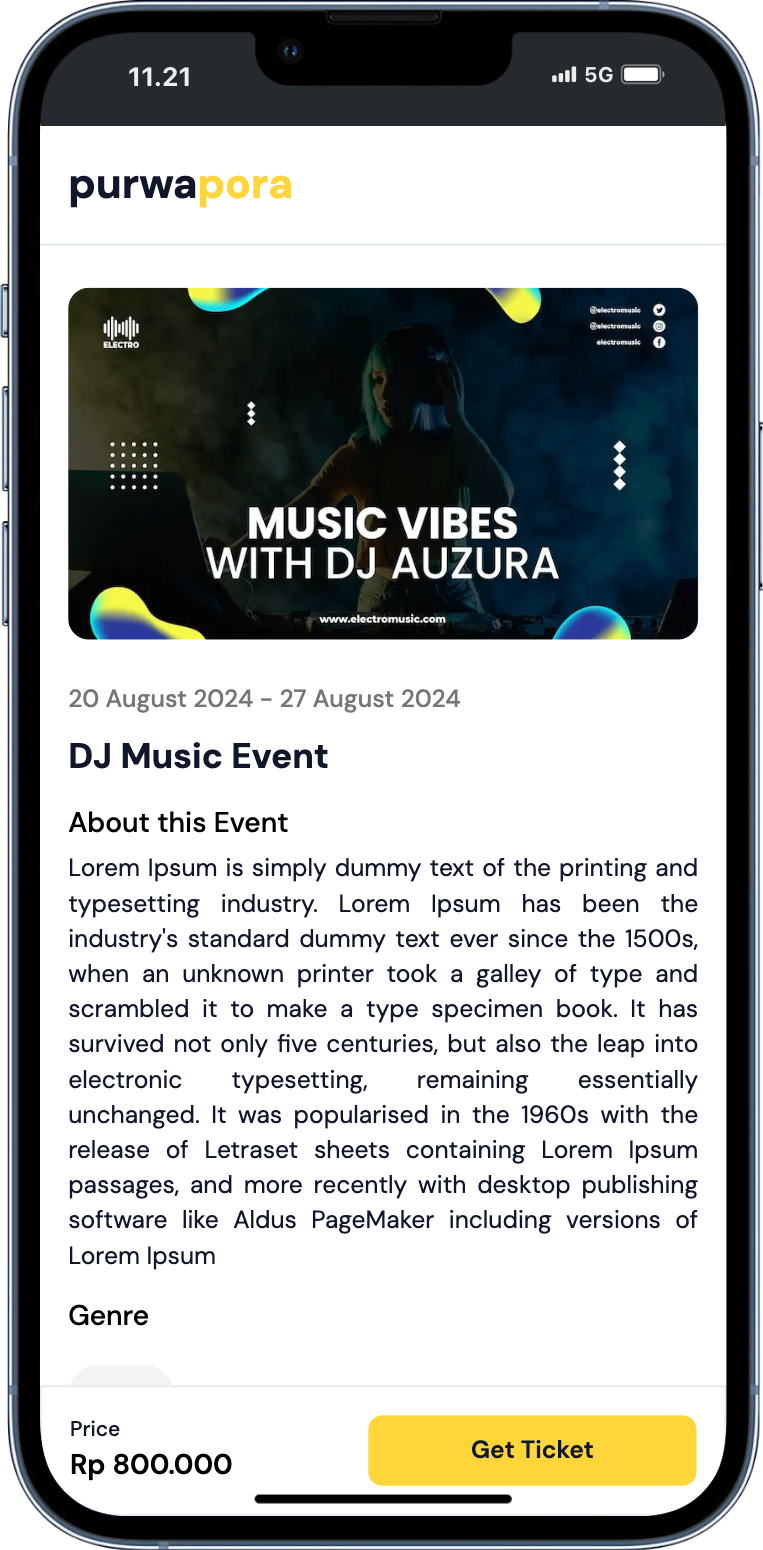 11.21
5G
purwapora
ELECTRO
@electromusic
@electromusic
electromusic
MUSIC VIBES
WITH DJ AUZURA
www.electromusic.com
20 August 2024 - 27 August 2024
DJ Music Event
About this Event
Lorem Ipsum is simply dummy text of the printing and
typesetting industry. Lorem Ipsum has been the
industry's standard dummy text ever since the 1500s,
when an unknown printer took a galley of type and
scrambled it to make a type specimen book. It has
survived not only five centuries, but also the leap into
electronic typesetting, remaining essentially
unchanged. It was popularised in the 1960s with the
release of Letraset sheets containing Lorem Ipsum
passages, and more recently with desktop publishing
software like Aldus PageMaker including versions of
Lorem Ipsum
Genre
Price
Rp 800.000
Get Ticket